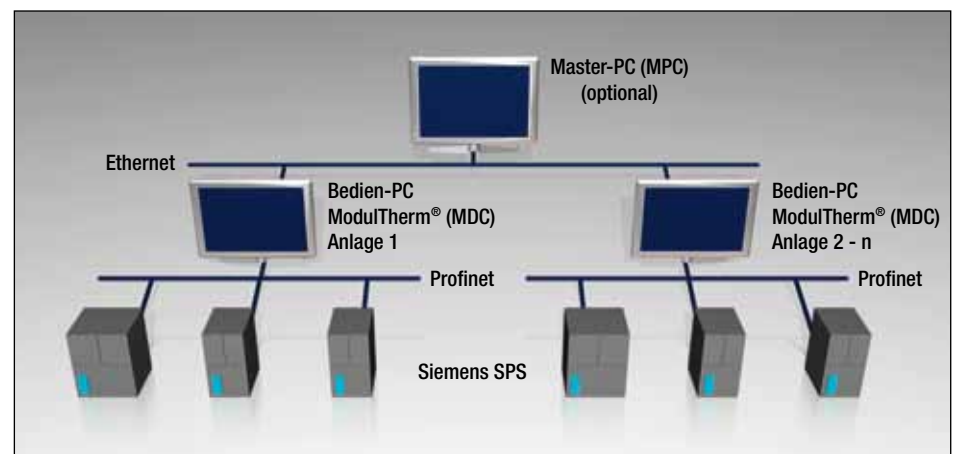 Master-PC (MPC)
(optional)
Ethernet
Bedien-PC
ModulTherm® (MDC)
Anlage 1
Bedien-PC
ModulTherm® (MDC)
Anlage 2 - n
Profinet
Profinet
Siemens SPS